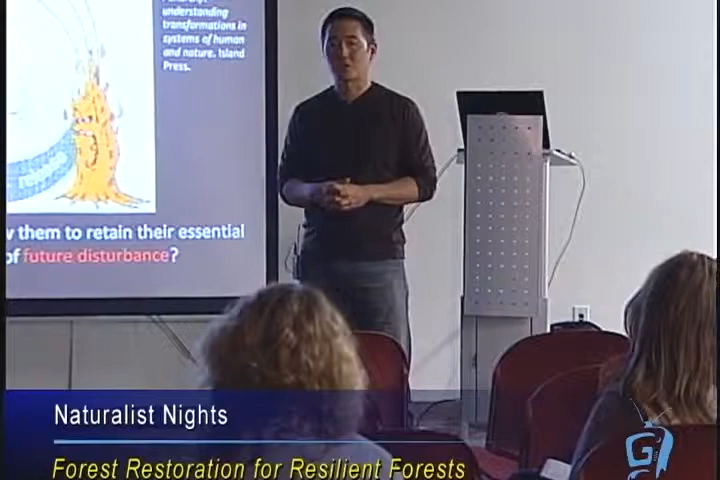 understanding
transformations in
systems of human
and nature. Island
Press.
release
w them to retain their essential
of future disturbance?
Naturalist Nights
Forest Restoration for Resilient Forests
G